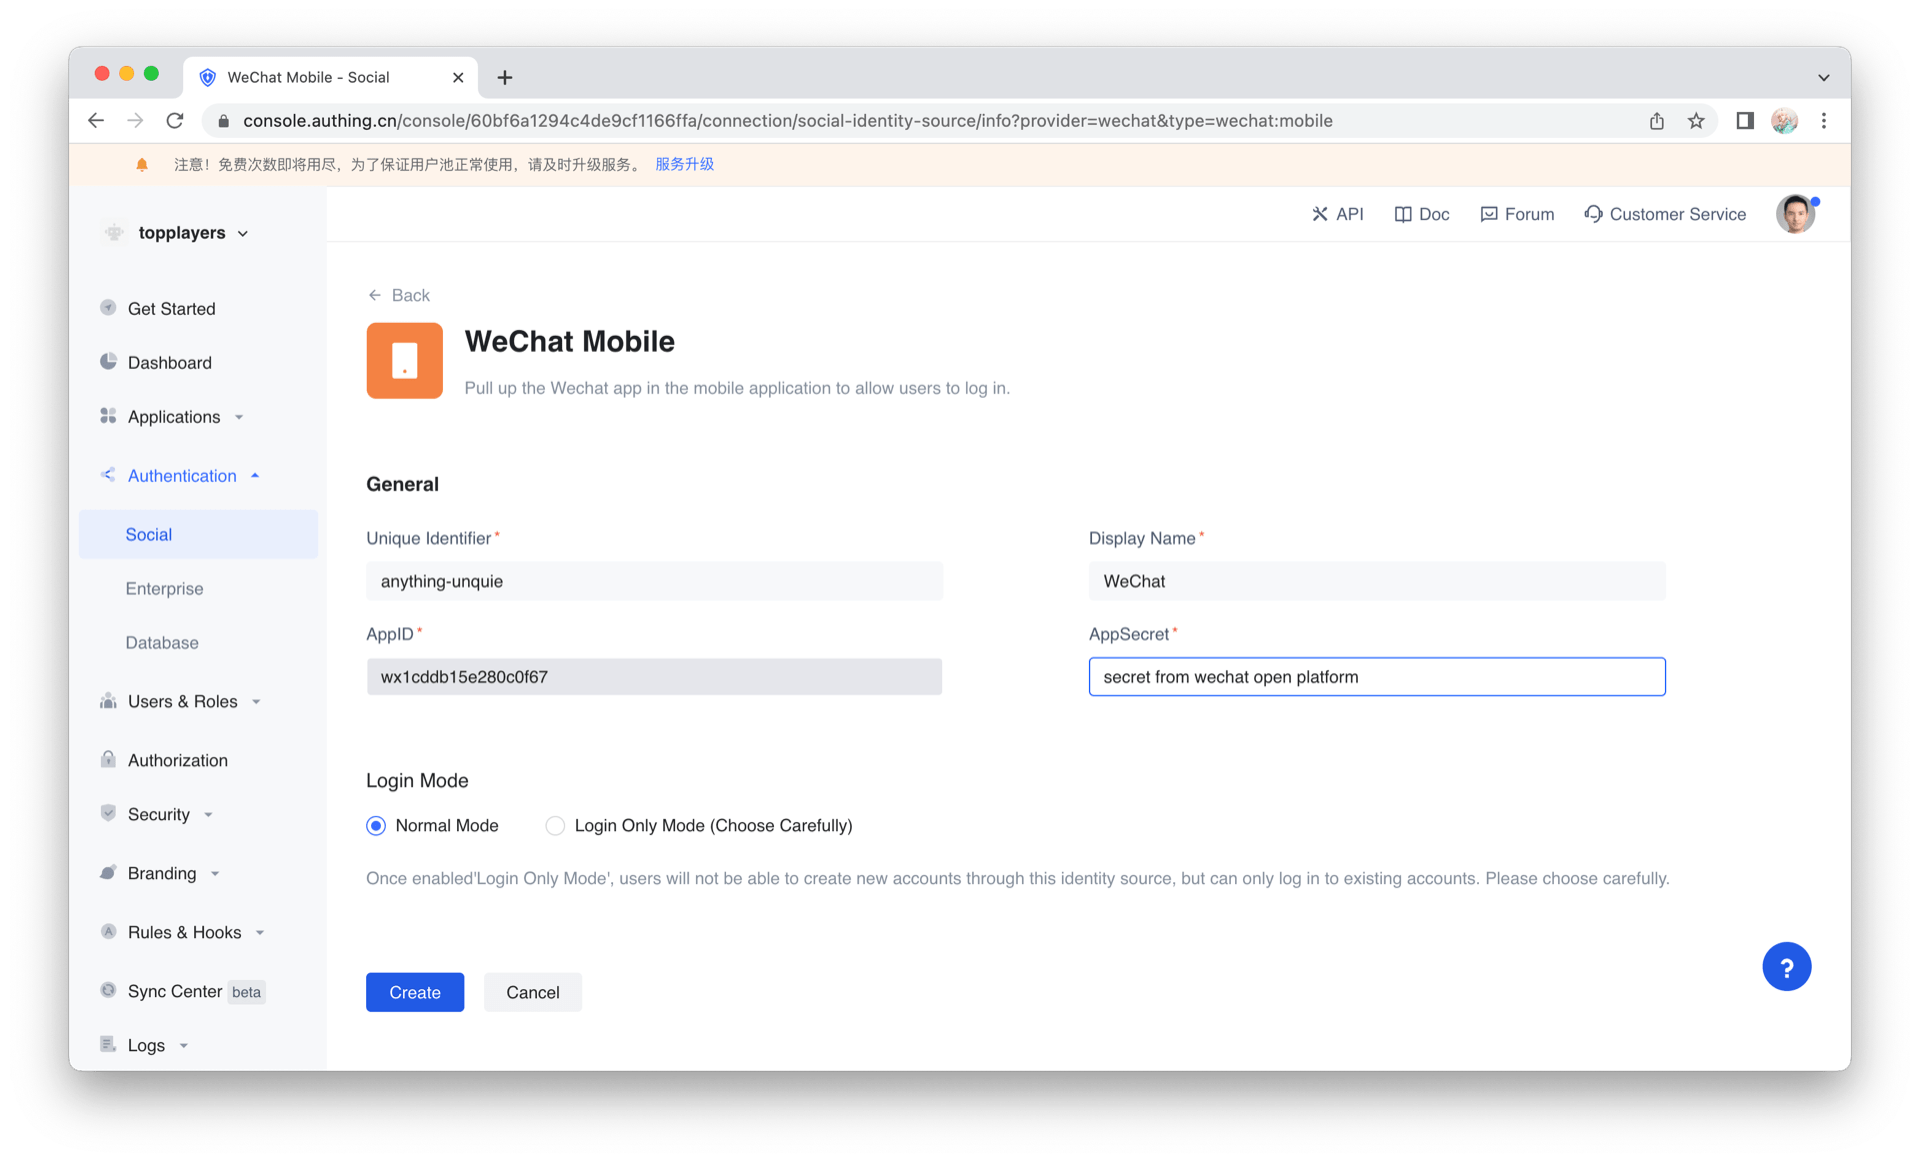 WeChat Mobile - Social
console.authing.cn/console/60bf6a1294c4de9cf1166ffa/connection/social-identity-source/info?provider=wechat&type=wechat:mobile
注意！免费次数即将用尽，为了保证用户池正常使用，请及时升级服务。 服务升级
topplayers
API
Doc
Forum
Customer Service
Get Started
Dashboard
Applications
Authentication
Social
Enterprise
Database
Users & Roles
Authorization
Security
Branding
Rules & Hooks
Sync Center beta
Logs
Back
WeChat Mobile
Pull up the Wechat app in the mobile application to allow users to log in.
General
Unique Identifier *
anything-unquie
Display Name *
WeChat
AppID *
wx1cddb15e280c0f67
AppSecret *
secret from wechat open platform
Login Mode
Normal Mode
Login Only Mode (Choose Carefully)
Once enabled'Login Only Mode', users will not be able to create new accounts through this identity source, but can only log in to existing accounts. Please choose carefully.
Create
Cancel
?